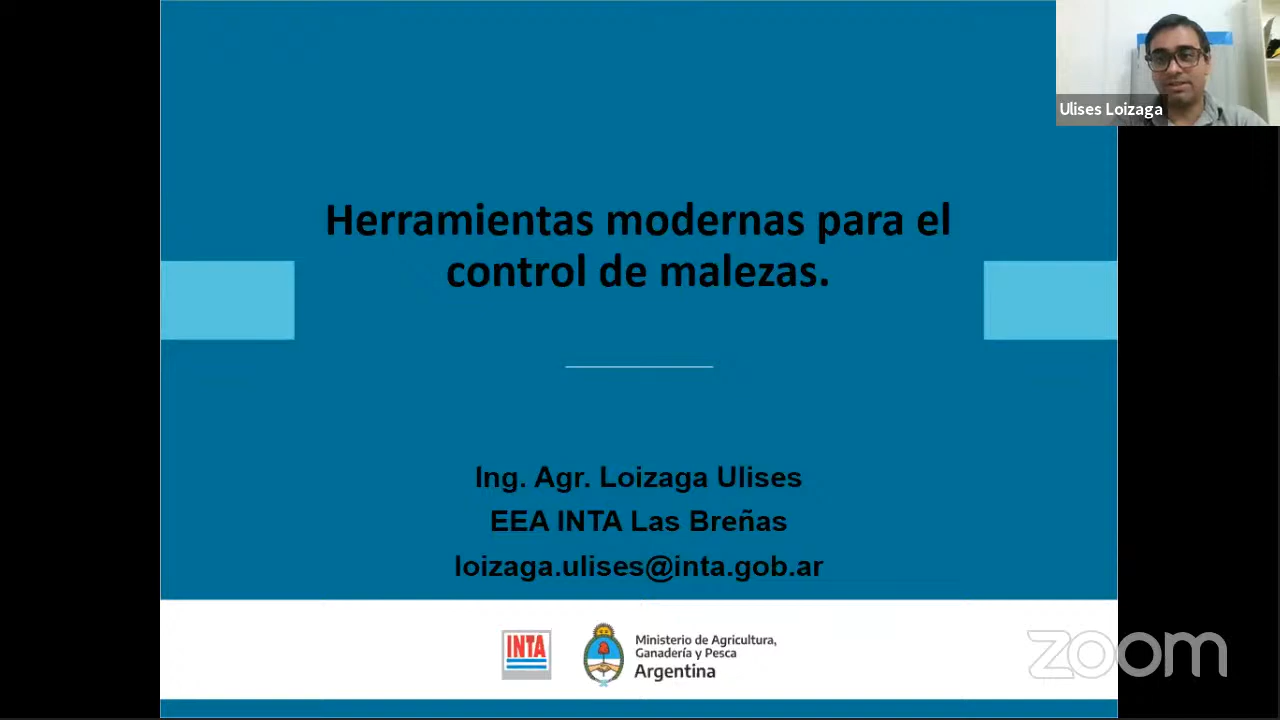 Ulises Loizaga
Herramientas modernas para el
control de malezas.
Ing. Agr. Loizaga Ulises
EEA INTA Las Breñas
loizaga.ulises@inta.gob.ar
INTA
Ministerio de Agricultura,
Ganadería y Pesca
Argentina
zoom